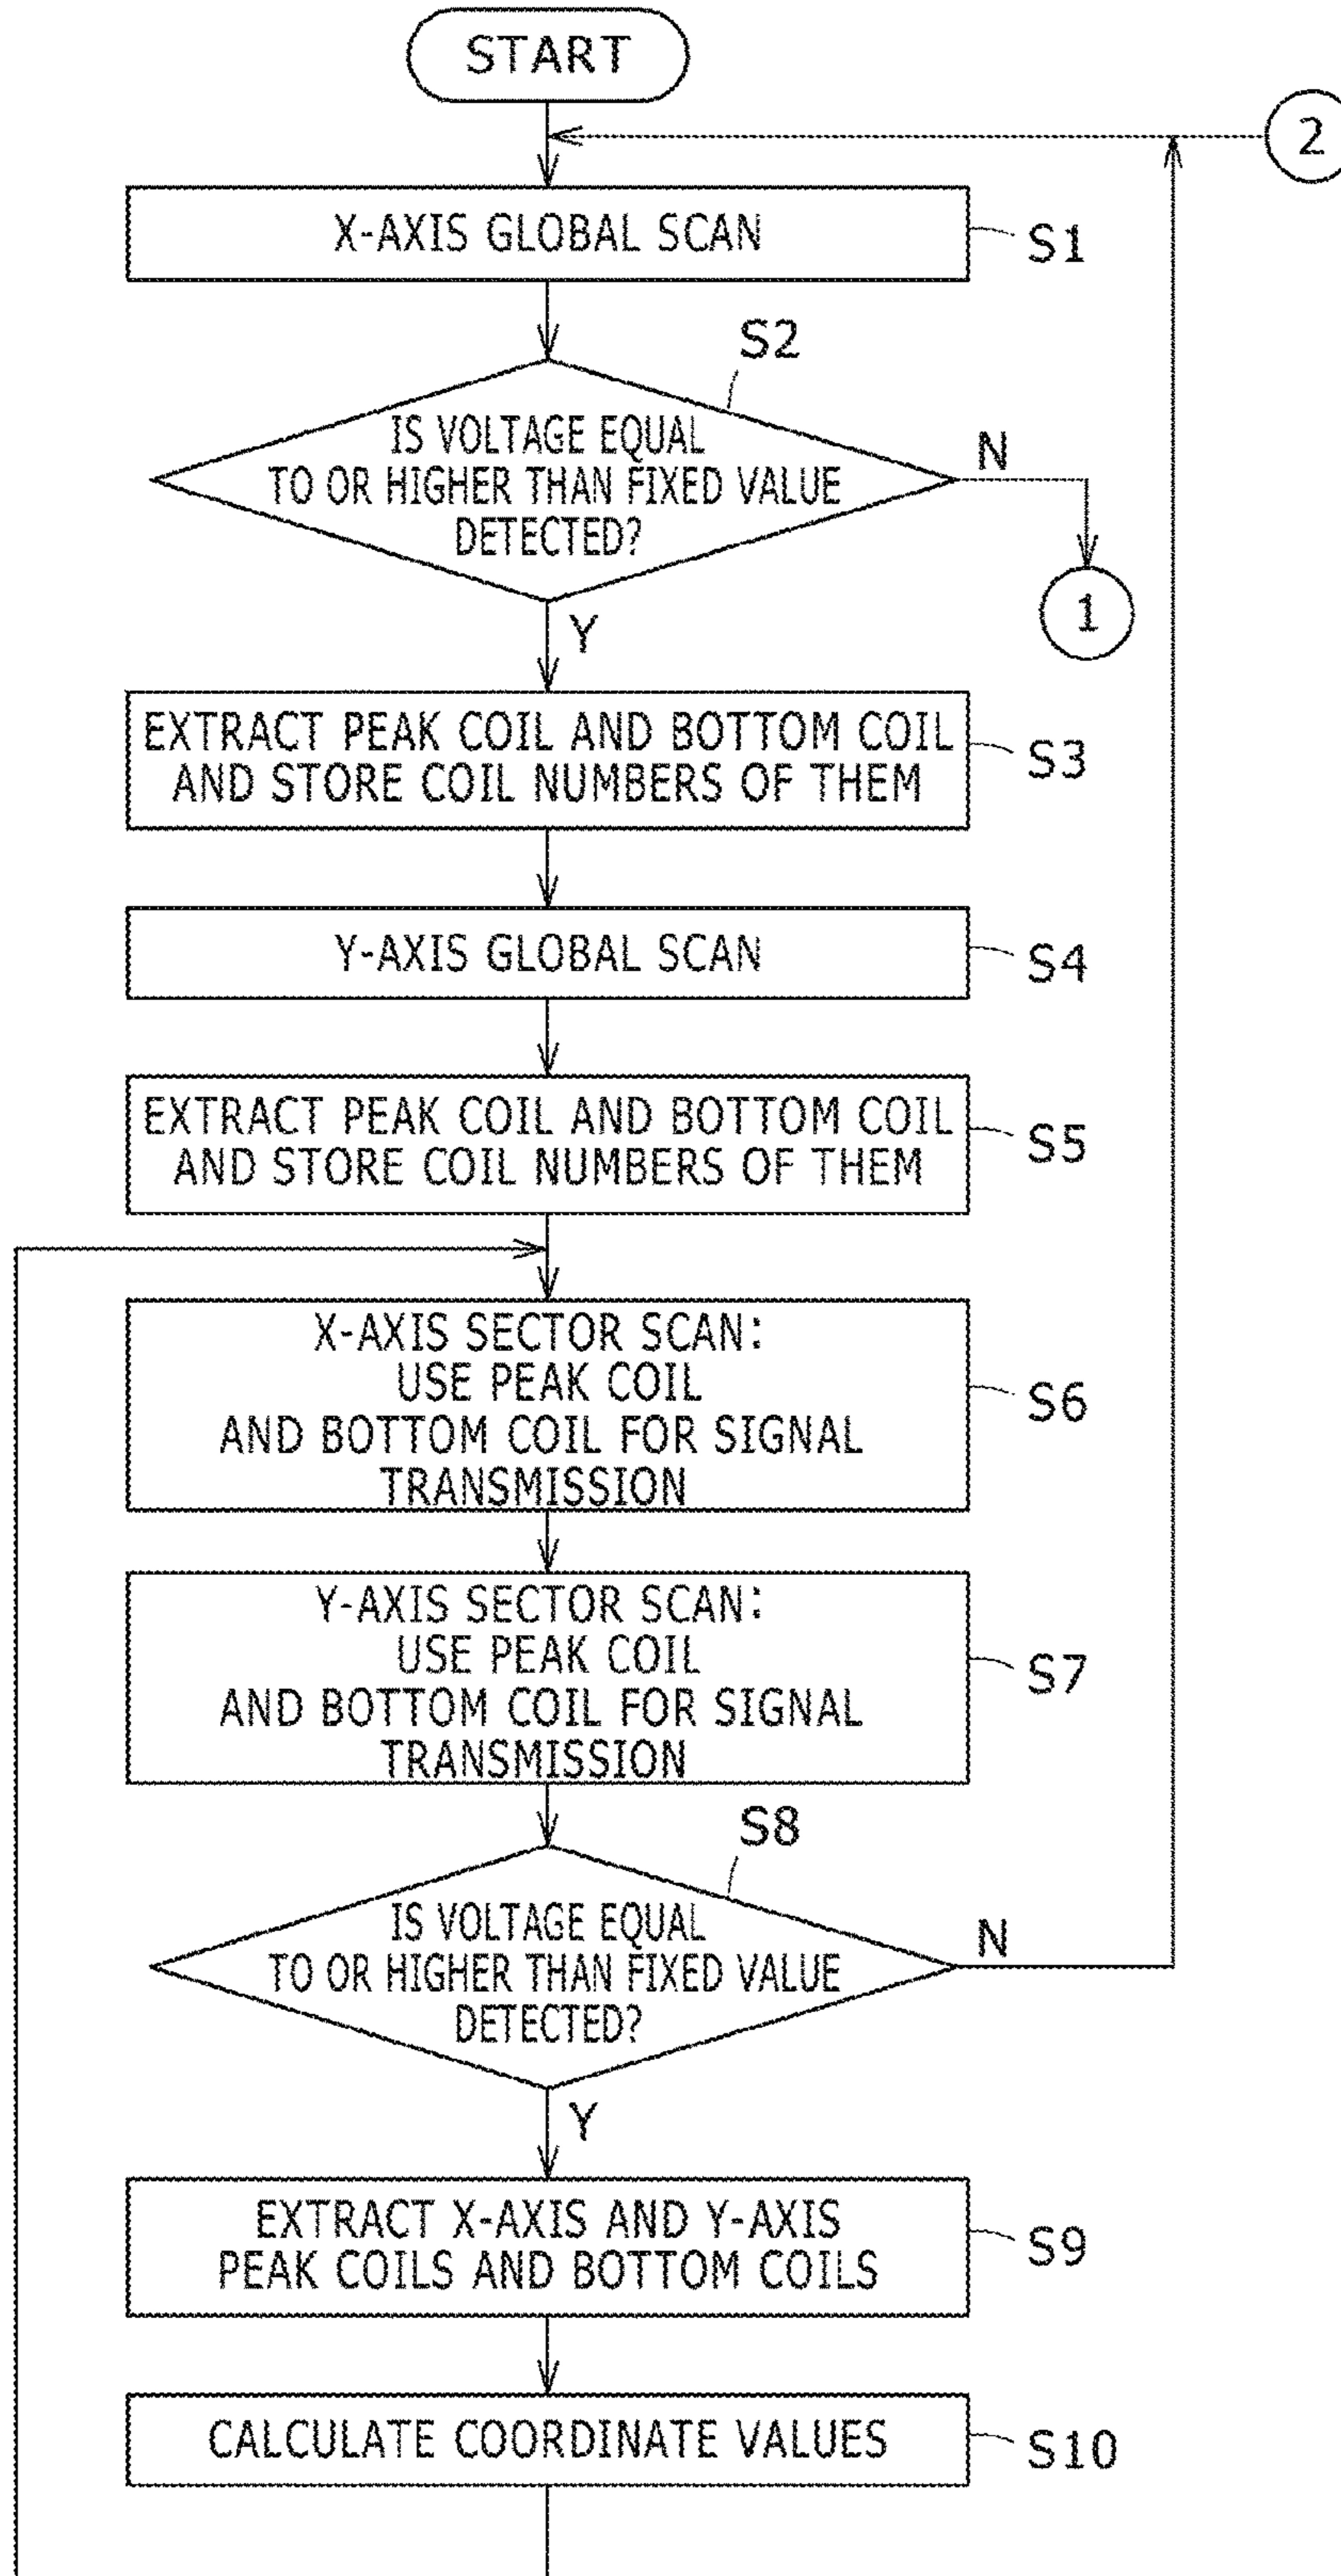 START
2
X-AXIS GLOBAL SCAN
S1
S2
IS VOLTAGE EQUAL
TO OR HIGHER THAN FIXED VALUE
DETECTED?
N
1
Y
EXTRACT PEAK COIL AND BOTTOM COIL
AND STORE COIL NUMBERS OF THEM
S3
Y-AXIS GLOBAL SCAN
S4
EXTRACT PEAK COIL AND BOTTOM COIL
AND STORE COIL NUMBERS OF THEM
S5
X-AXIS SECTOR SCAN:
USE PEAK COIL
AND BOTTOM COIL FOR SIGNAL
TRANSMISSION
S6
Y-AXIS SECTOR SCAN:
USE PEAK COIL
AND BOTTOM COIL FOR SIGNAL
TRANSMISSION
S7
S8
IS VOLTAGE EQUAL
TO OR HIGHER THAN FIXED VALUE
DETECTED?
N
Y
EXTRACT X-AXIS AND Y-AXIS
PEAK COILS AND BOTTOM COILS
S9
CALCULATE COORDINATE VALUES
S10